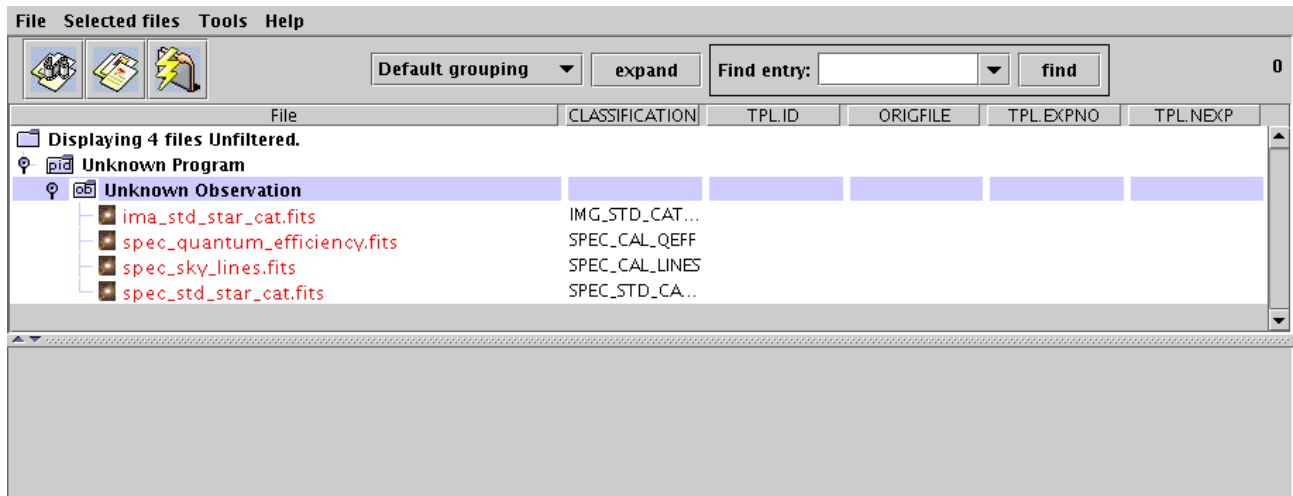 File Selected files Tools Help
Default grouping expand Find entry: find 0
File CLASSIFICATION TPL.ID ORIGFILE TPL.EXPNO TPL.NEXP
Displaying 4 files Unfiltered.
pid Unknown Program
ob Unknown Observation
ima_std_star_cat.fits IMG_STD_CAT...
spec_quantum_efficiency.fits SPEC_CAL_QEFF
spec_sky_lines.fits SPEC_CAL_LINES
spec_std_star_cat.fits SPEC_STD_CA...